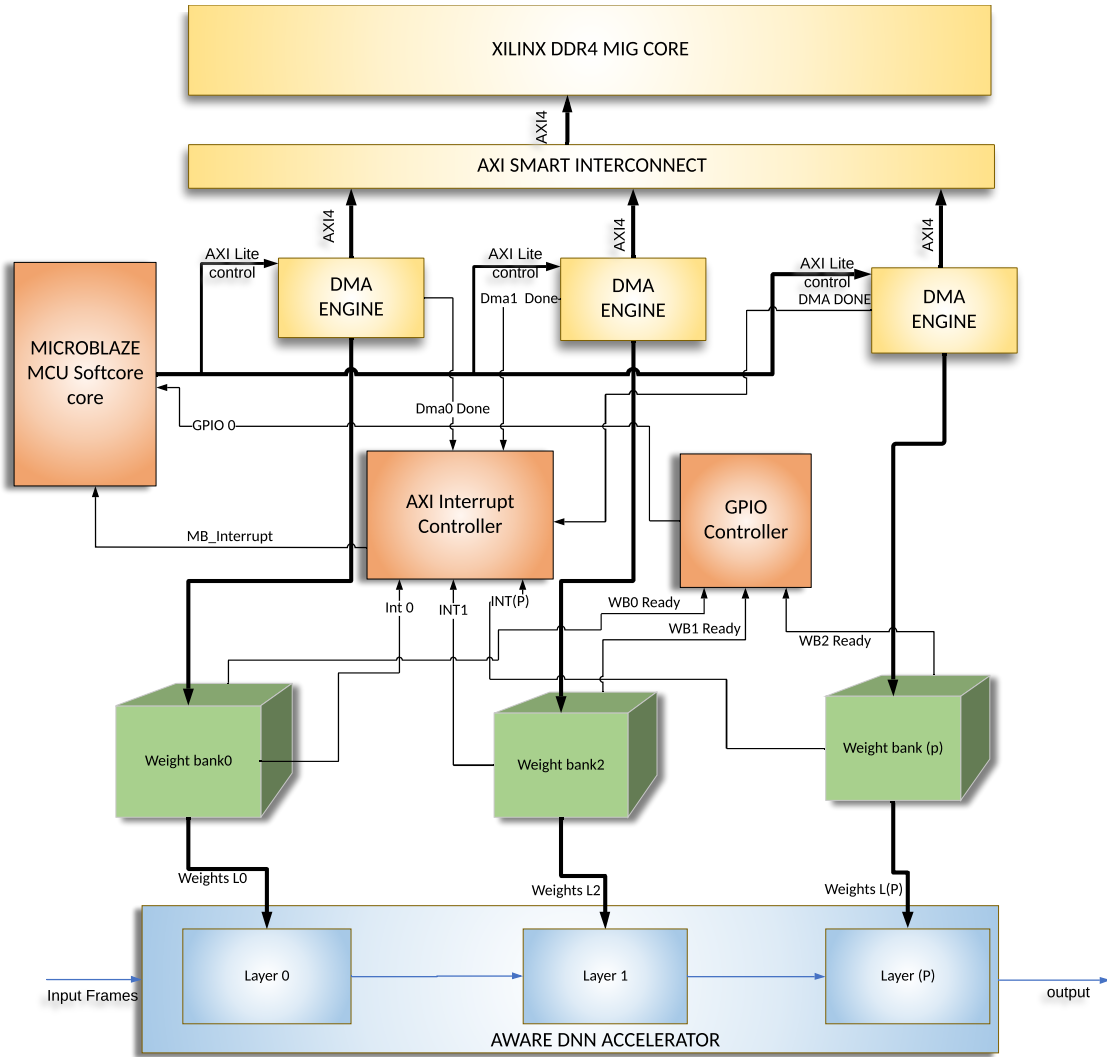 XILINX DDR4 MIG CORE
AXI4
AXI SMART INTERCONNECT
AXI4
AXI4
AXI4
AXI Lite
control
AXI Lite
control
AXI Lite
control
DMA
ENGINE
DMA
ENGINE
DMA
ENGINE
Dma1 Done
DMA DONE
MICROBLAZE
MCU Softcore
core
Dma0 Done
GPIO 0
AXI Interrupt
Controller
GPIO
Controller
MB_Interrupt
Int 0
INT1
INT(P)
WB0 Ready
WB1 Ready
WB2 Ready
Weight bank0
Weight bank2
Weight bank (p)
Weights L0
Weights L2
Weights L(P)
Layer 0
Layer 1
Layer (P)
Input Frames
output
AWARE DNN ACCELERATOR